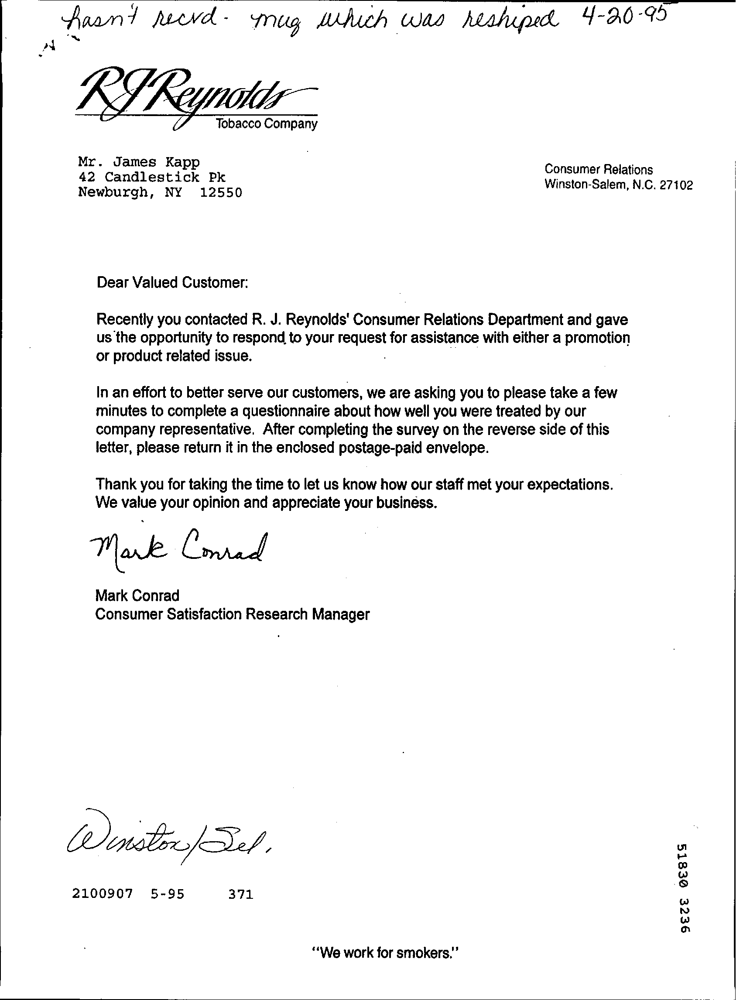 hasn't recvd - mug which was reshiped 4-20-95
RJReynolds
Tobacco Company
Mr. James Kapp
42 Candlestick Pk
Newburgh, NY 12550
Consumer Relations
Winston-Salem, N.C. 27102
Dear Valued Customer:
Recently you contacted R. J. Reynolds' Consumer Relations Department and gave
us the opportunity to respond to your request for assistance with either a promotion
or product related issue.
In an effort to better serve our customers, we are asking you to please take a few
minutes to complete a questionnaire about how well you were treated by our
company representative. After completing the survey on the reverse side of this
letter, please return it in the enclosed postage-paid envelope.
Thank you for taking the time to let us know how our staff met your expectations.
We value your opinion and appreciate your business.
Mark Conrad
Mark Conrad
Consumer Satisfaction Research Manager
Winston/Sel.
2100907 5-95 371
51830 3236
"We work for smokers."